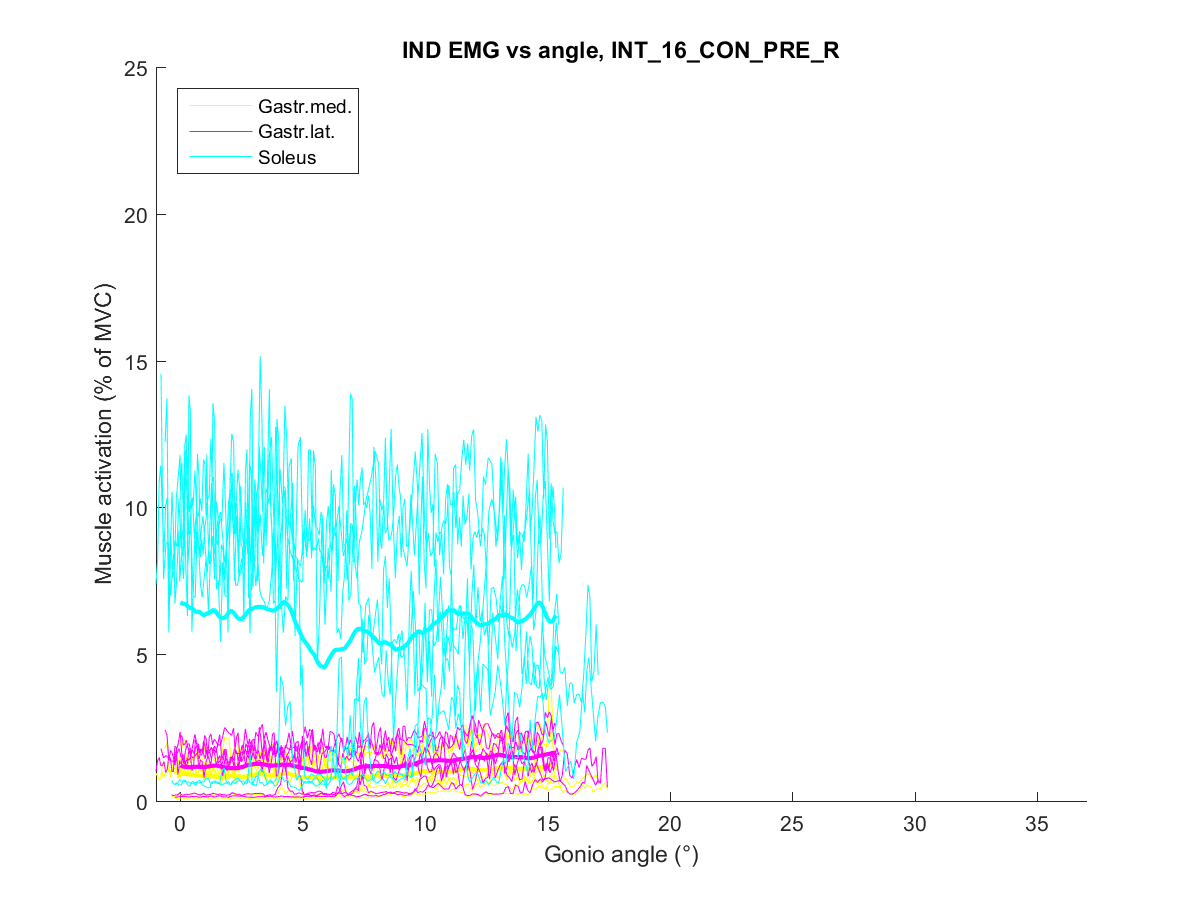 IND EMG vs angle, INT_16_CON_PRE_R
25
20
15
10
5
0
Muscle activation (% of MVC)
Gastr.med.
Gastr.lat.
Soleus
0 5 10 15 20 25 30 35
Gonio angle (°)